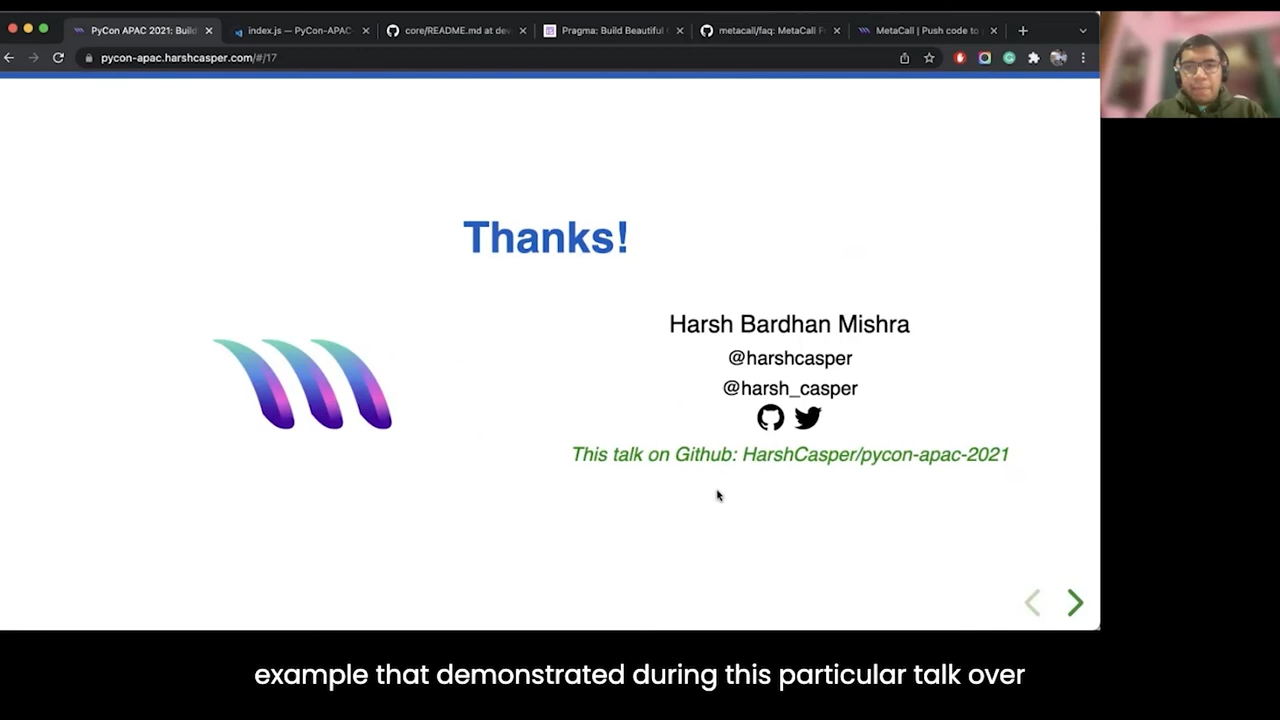 PyCon APAC 2021: Build
index.js — PyCon-APAC-
core/README.md at dev
Pragma: Build Beautiful
metacall/faq: MetaCall F
MetaCall | Push code to
pycon-apac.harshcasper.com/#/17
Thanks!
Harsh Bardhan Mishra
@harshcasper
@harsh_casper
This talk on Github: HarshCasper/pycon-apac-2021
example that demonstrated during this particular talk over